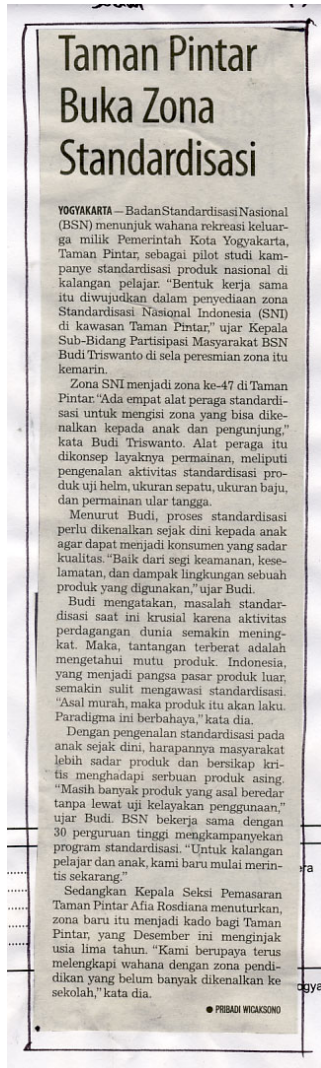 Taman Pintar
Buka Zona
Standardisasi
YOGYAKARTA — Badan Standardisasi Nasional
(BSN) menunjuk wahana rekreasi keluar-
ga milik Pemerintah Kota Yogyakarta,
Taman Pintar, sebagai pilot studi kam-
panye standardisasi produk nasional di
kalangan pelajar. “Bentuk kerja sama
itu diwujudkan dalam penyediaan zona
Standardisasi Nasional Indonesia (SNI)
di kawasan Taman Pintar,” ujar Kepala
Sub-Bidang Partisipasi Masyarakat BSN
Budi Triswanto di sela peresmian zona itu
kemarin.
Zona SNI menjadi zona ke-47 di Taman
Pintar. “Ada empat alat peraga standardi-
sasi untuk mengisi zona yang bisa dike-
nalkan kepada anak dan pengunjung,”
kata Budi Triswanto. Alat peraga itu
dikonsep layaknya permainan, meliputi
pengenalan aktivitas standardisasi pro-
duk uji helm, ukuran sepatu, ukuran baju,
dan permainan ular tangga.
Menurut Budi, proses standardisasi
perlu dikenalkan sejak dini kepada anak
agar dapat menjadi konsumen yang sadar
kualitas. “Baik dari segi keamanan, kese-
lamatan, dan dampak lingkungan sebuah
produk yang digunakan,” ujar Budi.
Budi mengatakan, masalah standar-
disasi saat ini krusial karena aktivitas
perdagangan dunia semakin mening-
kat. Maka, tantangan terberat adalah
mengetahui mutu produk. Indonesia,
yang menjadi pangsa pasar produk luar,
semakin sulit mengawasi standardisasi.
“Asal murah, maka produk itu akan laku.
Paradigma ini berbahaya,” kata dia.
Dengan pengenalan standardisasi pada
anak sejak dini, harapannya masyarakat
lebih sadar produk dan bersikap kri-
tis menghadapi serbuan produk asing.
“Masih banyak produk yang asal beredar
tanpa lewat uji kelayakan penggunaan,”
ujar Budi. BSN bekerja sama dengan
30 perguruan tinggi mengkampanyekan
program standardisasi. “Untuk kalangan
pelajar dan anak, kami baru mulai merin-
tis sekarang.”
Sedangkan Kepala Seksi Pemasaran
Taman Pintar Afia Rosdiana menuturkan,
zona baru itu menjadi kado bagi Taman
Pintar, yang Desember ini menginjak
usia lima tahun. “Kami berupaya terus
melengkapi wahana dengan zona pendi-
dikan yang belum banyak dikenalkan ke
sekolah,” kata dia.
● PRIBADI WICAKSONO